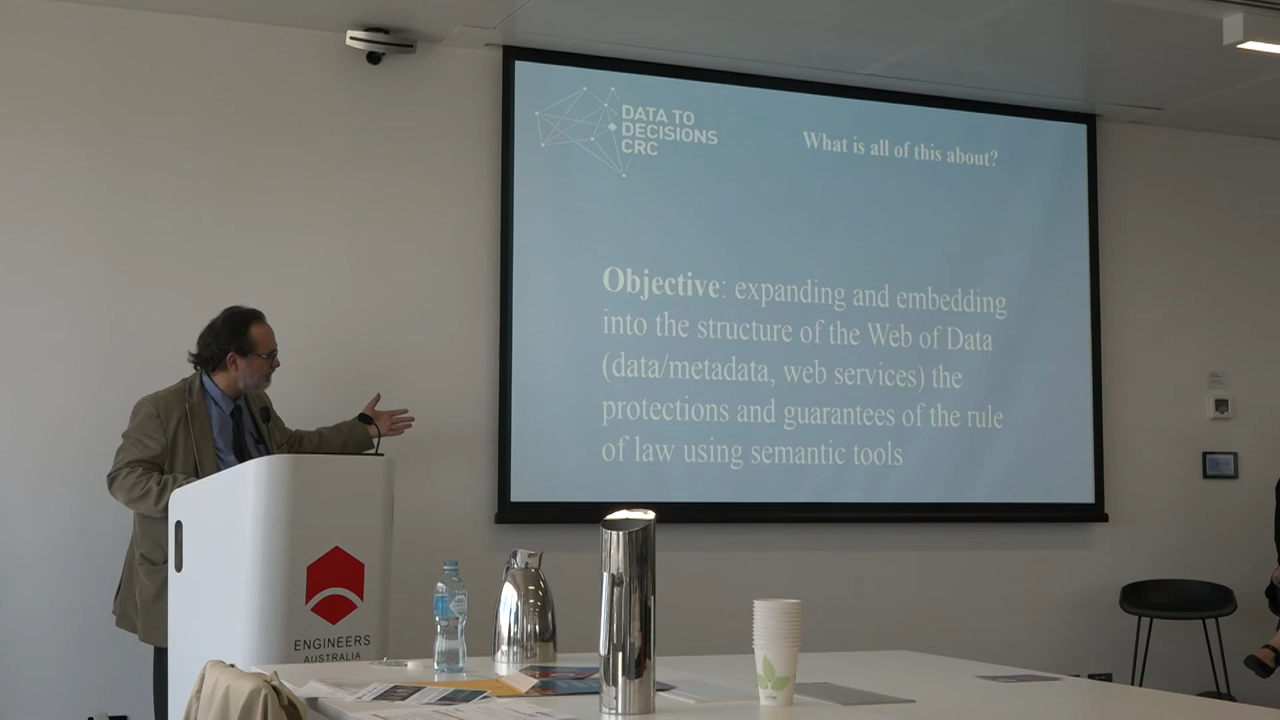 DATA TO
DECISIONS
CRC
What is all of this about?
Objective: expanding and embedding
into the structure of the Web of Data
(data/metadata, web services) the
protections and guarantees of the rule
of law using semantic tools
ENGINEERS
AUSTRALIA